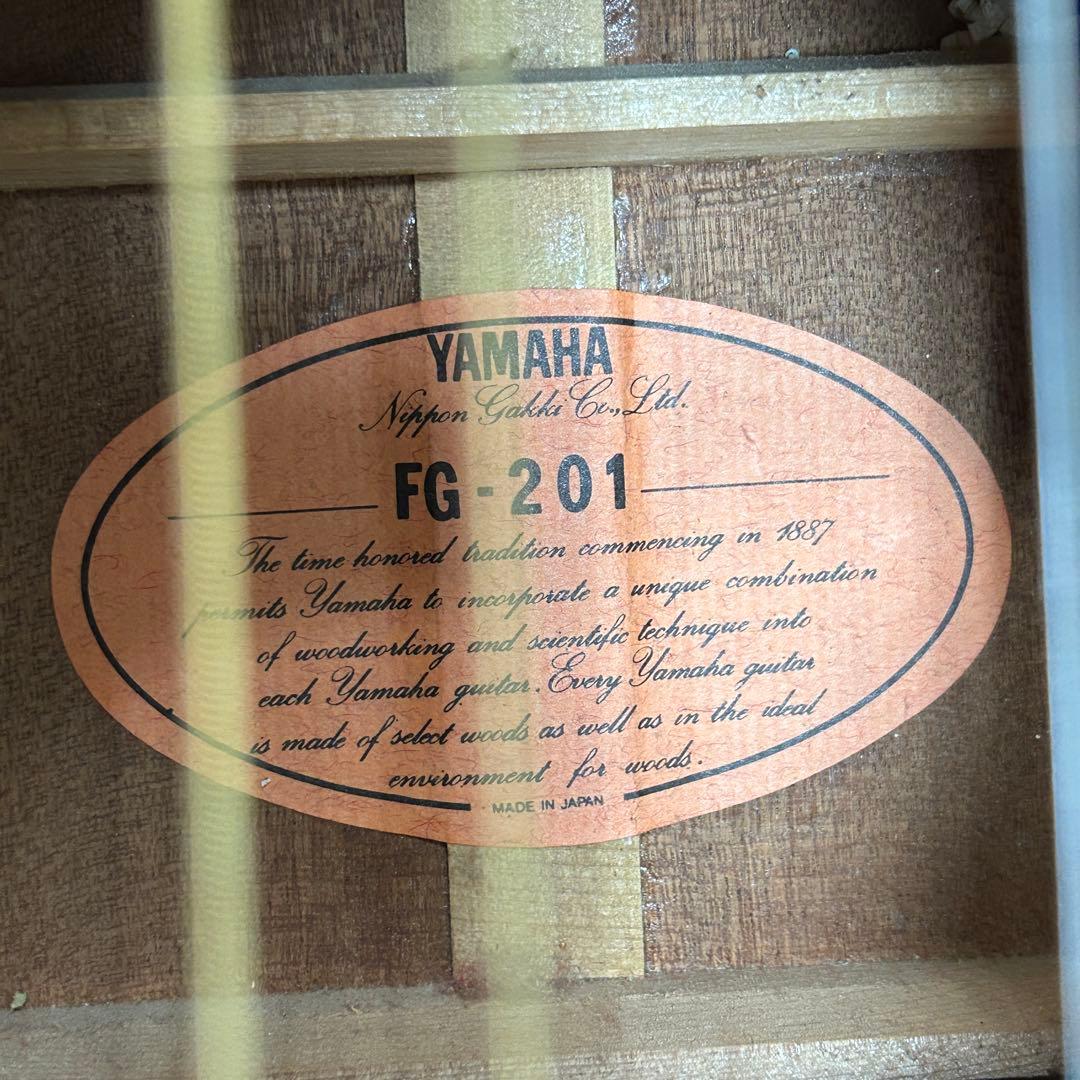 YAMAHA
Nippon Gakki Co., Ltd.
FG-201
The time honored tradition commencing in 1887
permits Yamaha to incorporate a unique combination
of woodworking and scientific technique into
each Yamaha guitar. Every Yamaha guitar
is made of select woods as well as in the ideal
environment for woods.
MADE IN JAPAN